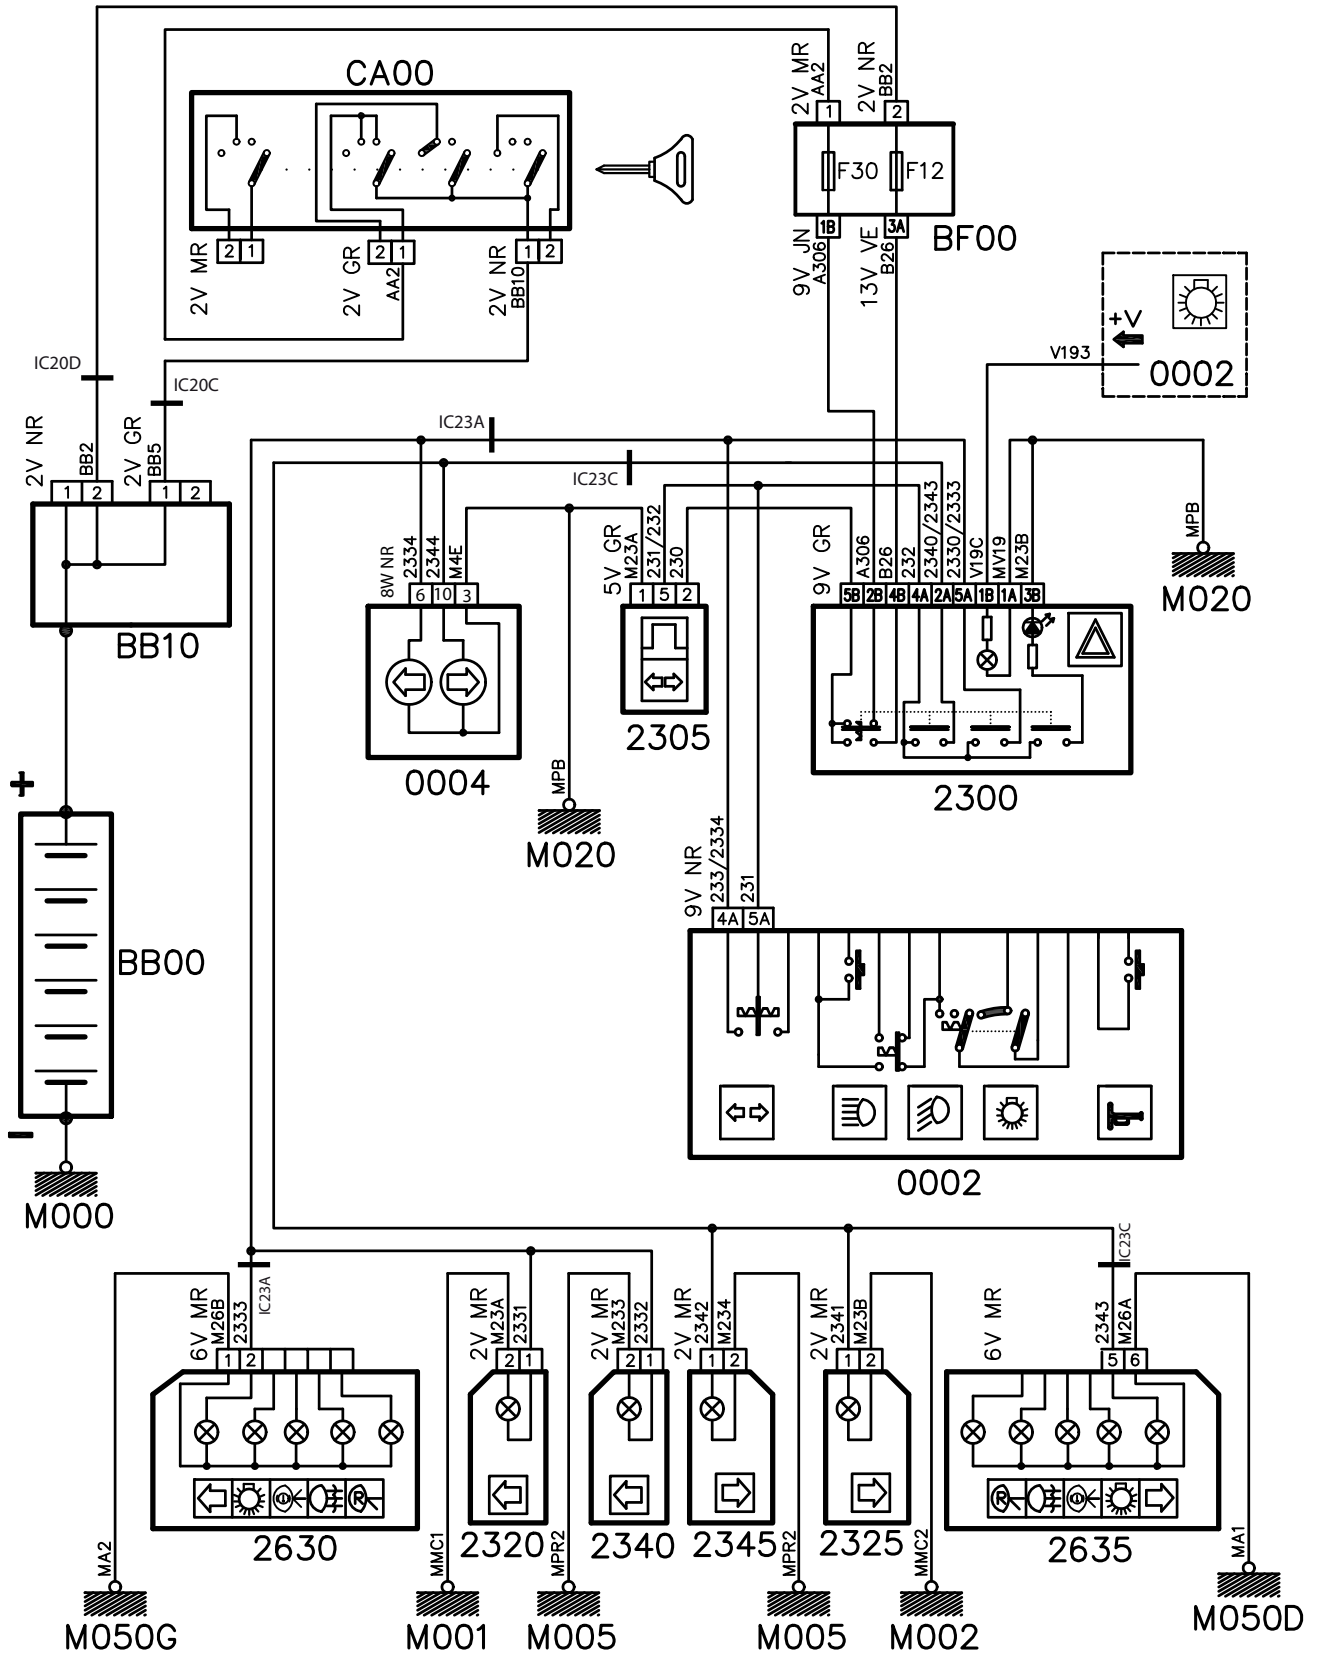 CA00
2V MR
2 1
2V GR
2 1
AA2
2V NR
1 2
BB10
2V MR
AA2
1
2V NR
BB2
2
F30
F12
1B
3A
BF00
9V JN
A306
13V VE
B26
+V
V193
0002
IC20D
IC20C
2V NR
BB2
2V GR
BB5
1 2
1 2
BB10
IC23A
IC23C
8W NR
2334
2344
M4E
6 10 3
0004
5V GR
M23A
231/232
230
1 5 2
2305
MPB
M020
9V GR
A306
B26
232
2340/2343
2330/2333
V19C
MV19
M23B
5B 2B 4B 4A 2A 5A 1B 1A 3B
2300
MPB
M020
+
BB00
-
M000
9V NR
233/2334
231
4A 5A
0002
IC23A
IC23C
6V MR
M26B
2333
1 2
R
2630
MA2
M050G
2V MR
M23A
2331
2 1
2320
MMC1
M001
2V MR
M233
2332
2 1
2340
MPR2
M005
2V MR
2342
M234
1 2
2345
MPR2
M005
2V MR
2341
M23B
1 2
2325
MMC2
M002
6V MR
2343
M26A
5 6
R
2635
MA1
M050D